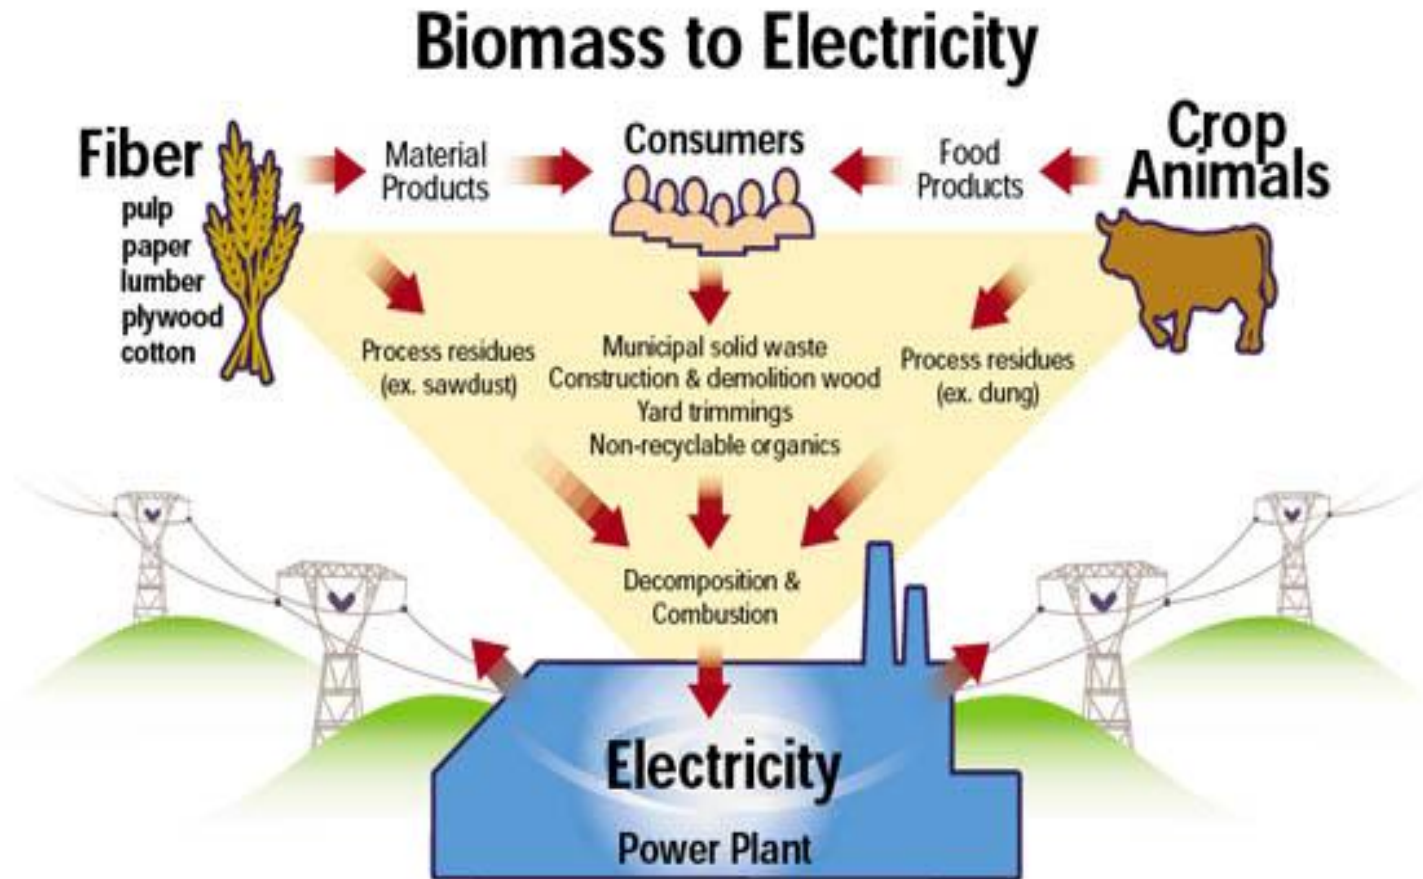 Biomass to Electricity
Fiber
pulp
paper
lumber
plywood
cotton
Material
Products
Consumers
Food
Products
Crop
Animals
Process residues
(ex. sawdust)
Municipal solid waste
Construction & demolition wood
Yard trimmings
Non-recyclable organics
Process residues
(ex. dung)
Decomposition &
Combustion
Electricity
Power Plant